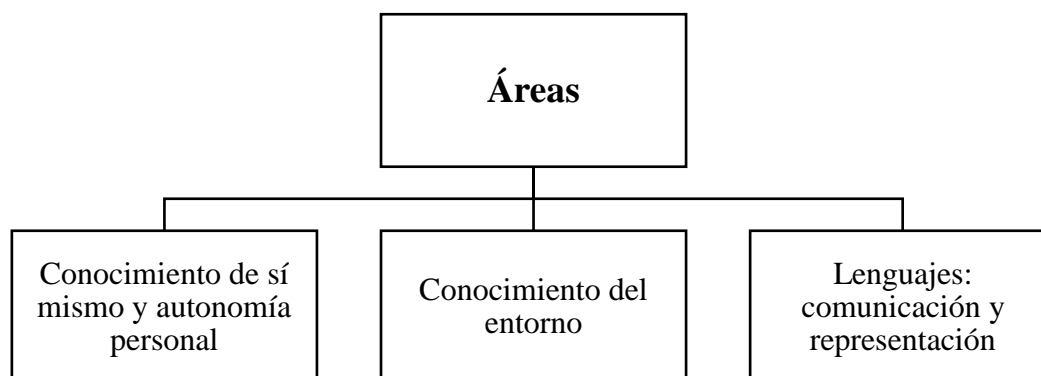 Áreas
Conocimiento de sí
mismo y autonomía
personal
Conocimiento del
entorno
Lenguajes:
comunicación y
representación